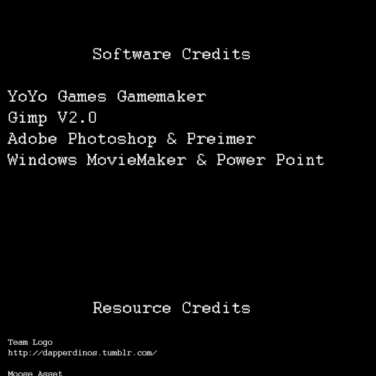 Software Credits
YoYo Games Gamemaker
Gimp V2.0
Adobe Photoshop & Preimer
Windows MovieMaker & Power Point
Resource Credits
Team Logo
http://dapperdinos.tumblr.com/
Moose Asset